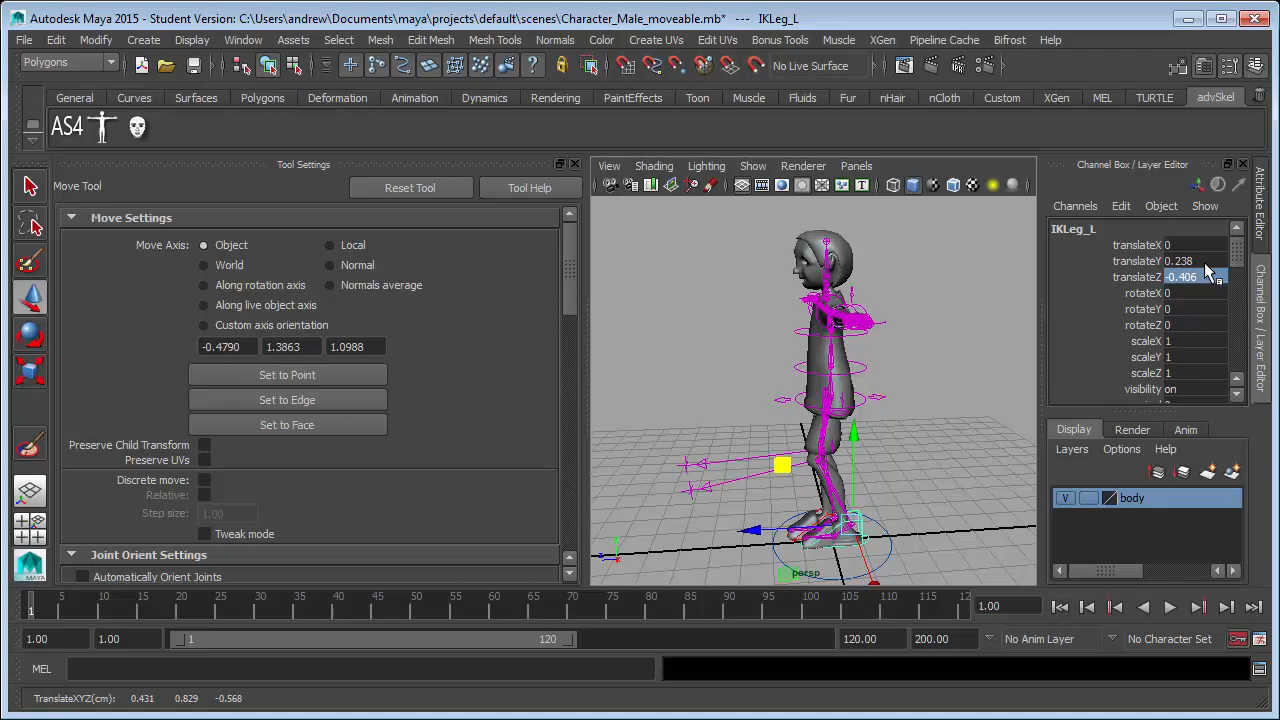 Autodesk Maya 2015 - Student Version: C:\Users\andrew\Documents\maya\projects\default\scenes\Character_Male_moveable.mb* --- IKLeg_L
File Edit Modify Create Display Window Assets Select Mesh Edit Mesh Mesh Tools Normals Color Create UVs Edit UVs Bonus Tools Muscle XGen Pipeline Cache Bifrost Help
Polygons No Live Surface
General Curves Surfaces Polygons Deformation Animation Dynamics Rendering PaintEffects Toon Muscle Fluids Fur nHair nCloth Custom XGen MEL TURTLE advSkel
AS4
Tool Settings
Move Tool Reset Tool Tool Help
Move Settings
Move Axis: Object Local
World Normal
Along rotation axis Normals average
Along live object axis
Custom axis orientation
-0.4790 1.3863 1.0988
Set to Point
Set to Edge
Set to Face
Preserve Child Transform
Preserve UVs
Discrete move:
Relative:
Step size: 1.00
Tweak mode
Joint Orient Settings
Automatically Orient Joints
View Shading Lighting Show Renderer Panels
persp
Channel Box / Layer Editor
Channels Edit Object Show
IKLeg_L
translateX 0
translateY 0.238
translateZ -0.406
rotateX 0
rotateY 0
rotateZ 0
scaleX 1
scaleY 1
scaleZ 1
visibility on
Display Render Anim
Layers Options Help
V body
Attribute Editor
Channel Box / Layer Editor
1 5 10 15 20 25 30 35 40 45 50 55 60 65 70 75 80 85 90 95 100 105 110 115 12
1.00
1.00 1.00 1 120 120.00 200.00 No Anim Layer No Character Set
MEL
TranslateXYZ(cm): 0.431 0.829 -0.568